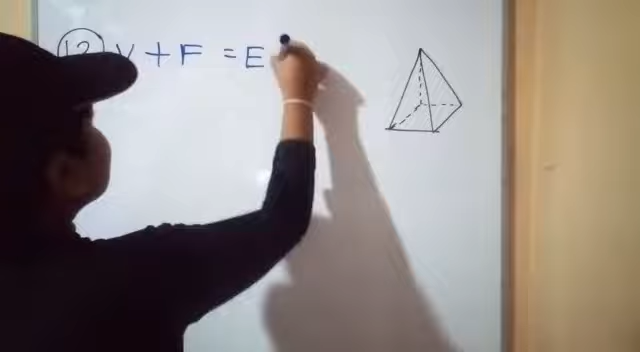 12 V + F = E